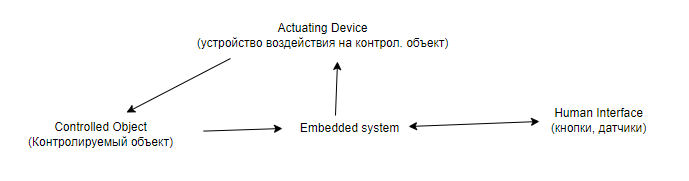 Actuating Device
(устройство воздействия на контрол. объект)
Controlled Object
(Контролируемый объект)
Embedded system
Human Interface
(кнопки, датчики)